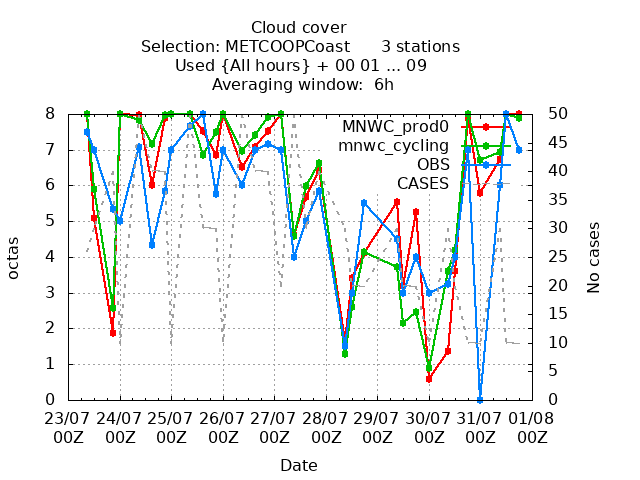 Cloud cover
Selection: METCOOPCoast 3 stations
Used {All hours} + 00 01 ... 09
Averaging window: 6h
MNWC_prod0
mnwc_cycling
OBS
CASES
octas
8
7
6
5
4
3
2
1
0
No cases
50
45
40
35
30
25
20
15
10
5
0
23/07 24/07 25/07 26/07 27/07 28/07 29/07 30/07 31/07 01/08
00Z 00Z 00Z 00Z 00Z 00Z 00Z 00Z 00Z 00Z
Date